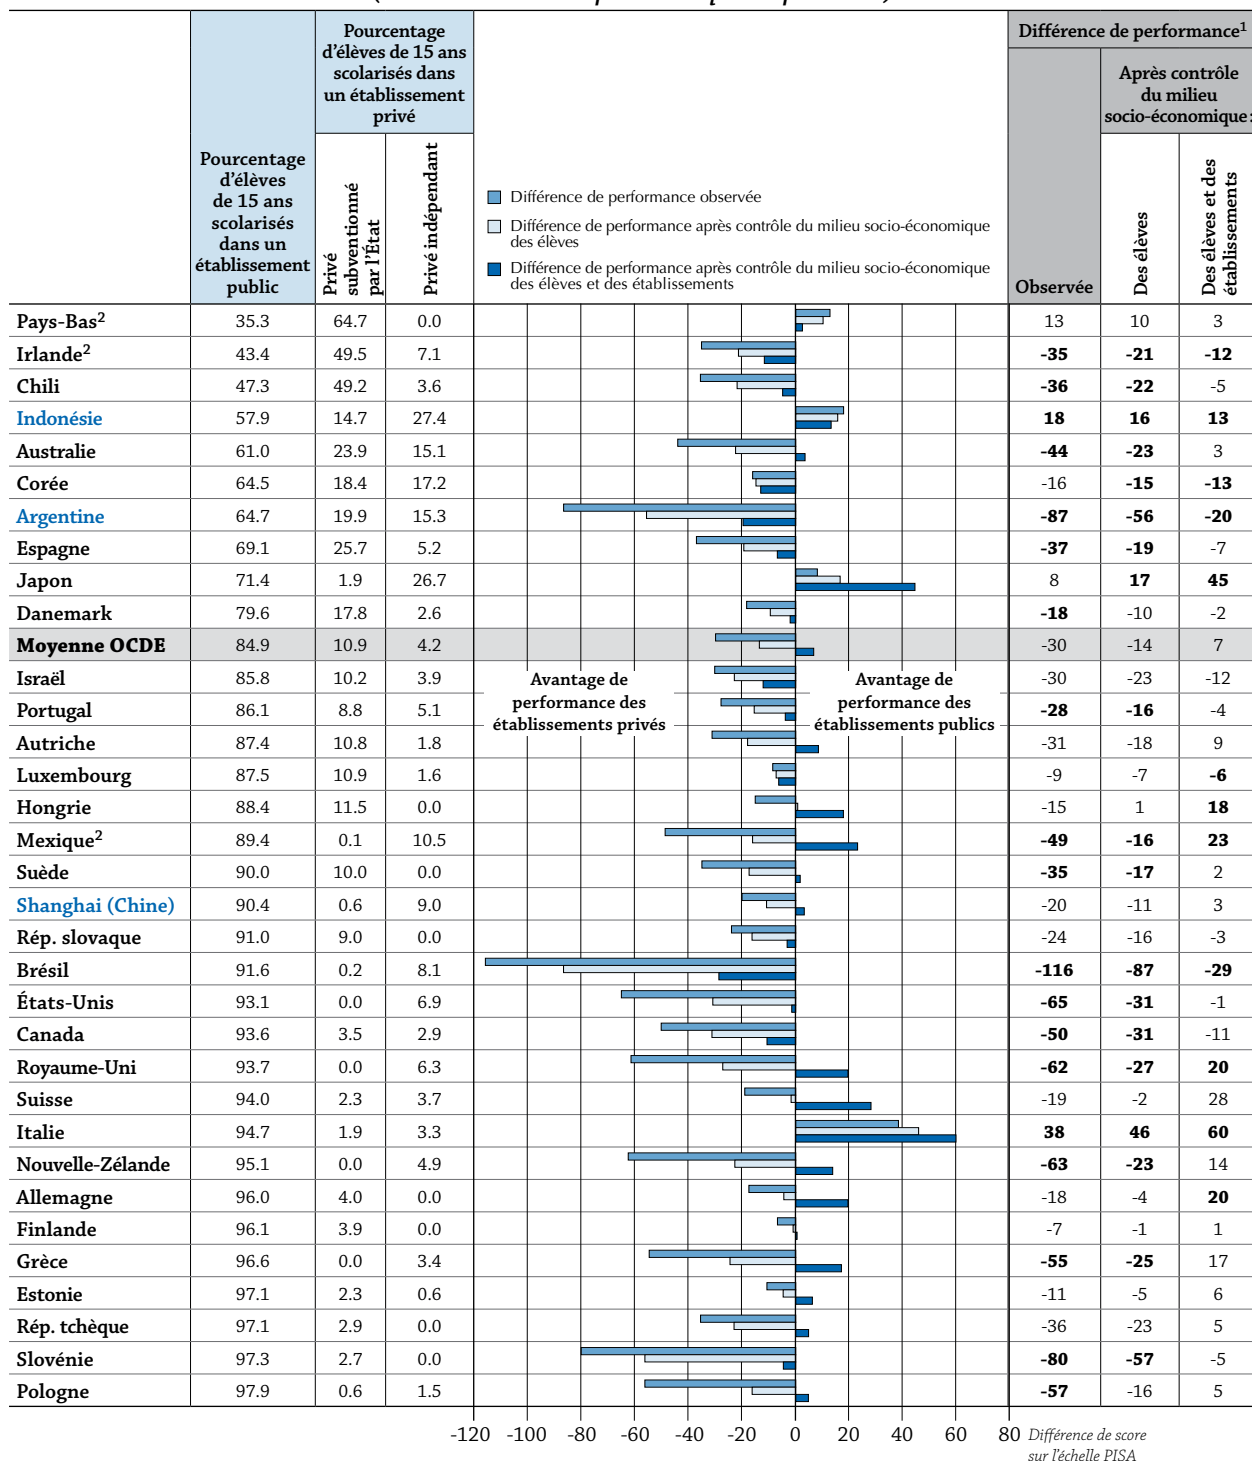 Différence de performance1
Pourcentage
d'élèves de 15 ans
scolarisés dans
un établissement
privé
Après contrôle
du milieu
socio-économique :
Pourcentage
d'élèves
de 15 ans
scolarisés
dans un
établissement
public
Privé
subventionné
par l'État
Privé indépendant
Différence de performance observée
Différence de performance après contrôle du milieu socio-économique
des élèves
Différence de performance après contrôle du milieu socio-économique
des élèves et des établissements
Observée
Des élèves
Des élèves et des
établissements
Pays-Bas2 35.3 64.7 0.0 13 10 3
Irlande2 43.4 49.5 7.1 -35 -21 -12
Chili 47.3 49.2 3.6 -36 -22 -5
Indonésie 57.9 14.7 27.4 18 16 13
Australie 61.0 23.9 15.1 -44 -23 3
Corée 64.5 18.4 17.2 -16 -15 -13
Argentine 64.7 19.9 15.3 -87 -56 -20
Espagne 69.1 25.7 5.2 -37 -19 -7
Japon 71.4 1.9 26.7 8 17 45
Danemark 79.6 17.8 2.6 -18 -10 -2
Moyenne OCDE 84.9 10.9 4.2 -30 -14 7
Israël 85.8 10.2 3.9 -30 -23 -12
Avantage de
performance des
établissements privés
Avantage de
performance des
établissements publics
Portugal 86.1 8.8 5.1 -28 -16 -4
Autriche 87.4 10.8 1.8 -31 -18 9
Luxembourg 87.5 10.9 1.6 -9 -7 -6
Hongrie 88.4 11.5 0.0 -15 1 18
Mexique2 89.4 0.1 10.5 -49 -16 23
Suède 90.0 10.0 0.0 -35 -17 2
Shanghai (Chine) 90.4 0.6 9.0 -20 -11 3
Rép. slovaque 91.0 9.0 0.0 -24 -16 -3
Brésil 91.6 0.2 8.1 -116 -87 -29
États-Unis 93.1 0.0 6.9 -65 -31 -1
Canada 93.6 3.5 2.9 -50 -31 -11
Royaume-Uni 93.7 0.0 6.3 -62 -27 20
Suisse 94.0 2.3 3.7 -19 -2 28
Italie 94.7 1.9 3.3 38 46 60
Nouvelle-Zélande 95.1 0.0 4.9 -63 -23 14
Allemagne 96.0 4.0 0.0 -18 -4 20
Finlande 96.1 3.9 0.0 -7 -1 1
Grèce 96.6 0.0 3.4 -55 -25 17
Estonie 97.1 2.3 0.6 -11 -5 6
Rép. tchèque 97.1 2.9 0.0 -36 -23 5
Slovénie 97.3 2.7 0.0 -80 -57 -5
Pologne 97.9 0.6 1.5 -57 -16 5
-120 -100 -80 -60 -40 -20 0 20 40 60 80 Différence de score
sur l'échelle PISA